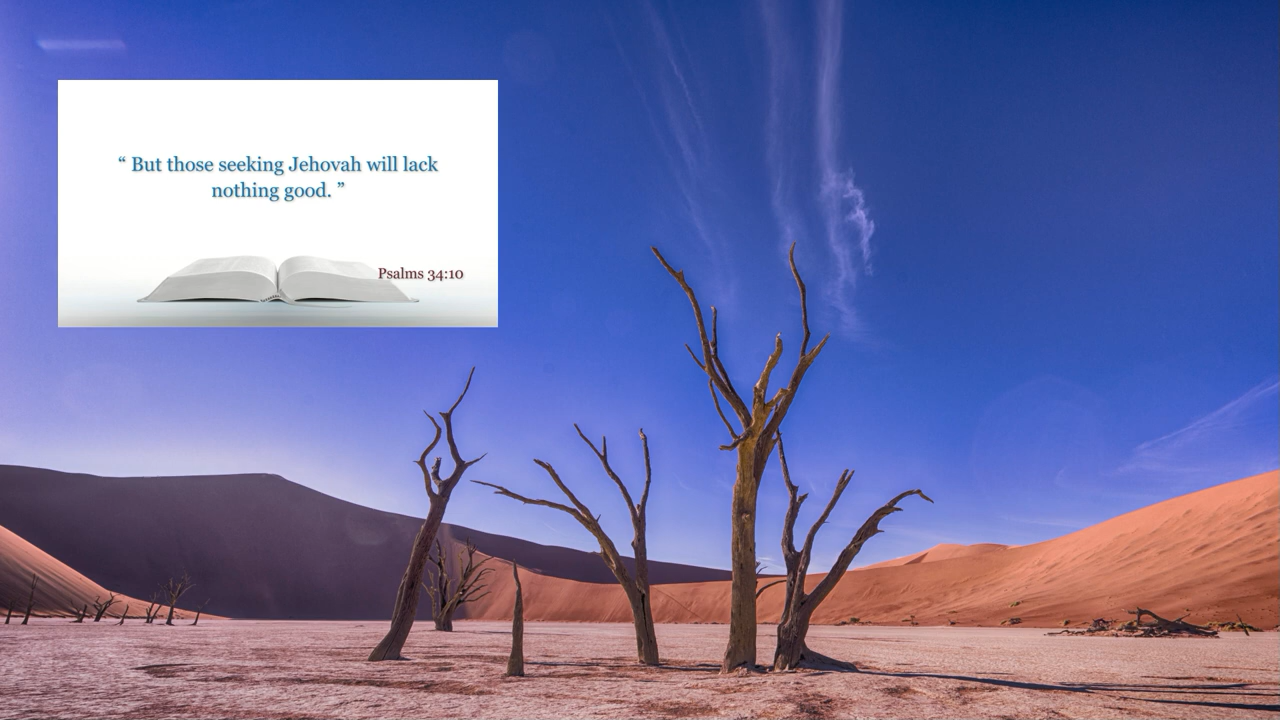 “ But those seeking Jehovah will lack
nothing good. ”
Psalms 34:10